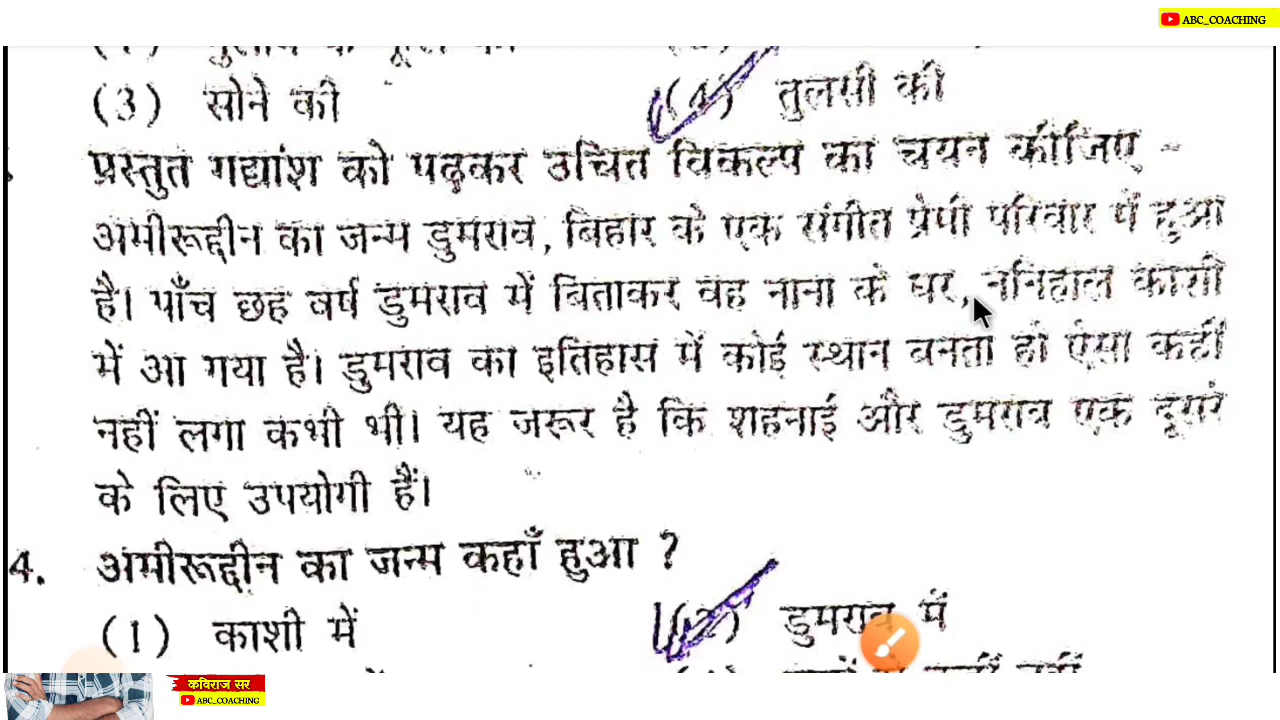 ABC_COACHING
(3) सोने की
(4) तुलसी की
प्रस्तुत गद्यांश को पढ़कर उचित विकल्प का चयन कीजिए -
अमीरूद्दीन का जन्म डुमराव, बिहार के एक संगीत प्रेमी परिवार में हुआ
है। पाँच छह वर्ष डुमराव में बिताकर वह नाना के घर, ननिहाल काशी
में आ गया है। डुमराव का इतिहास में कोई स्थान बनता हो ऐसा कहीं
नहीं लगा कभी भी। यह जरूर है कि शहनाई और डुमराव एक दूसरे
के लिए उपयोगी हैं।
4. अमीरूद्दीन का जन्म कहाँ हुआ ?
(1) काशी में
(2) डुमराव में
कविराज सर
ABC_COACHING